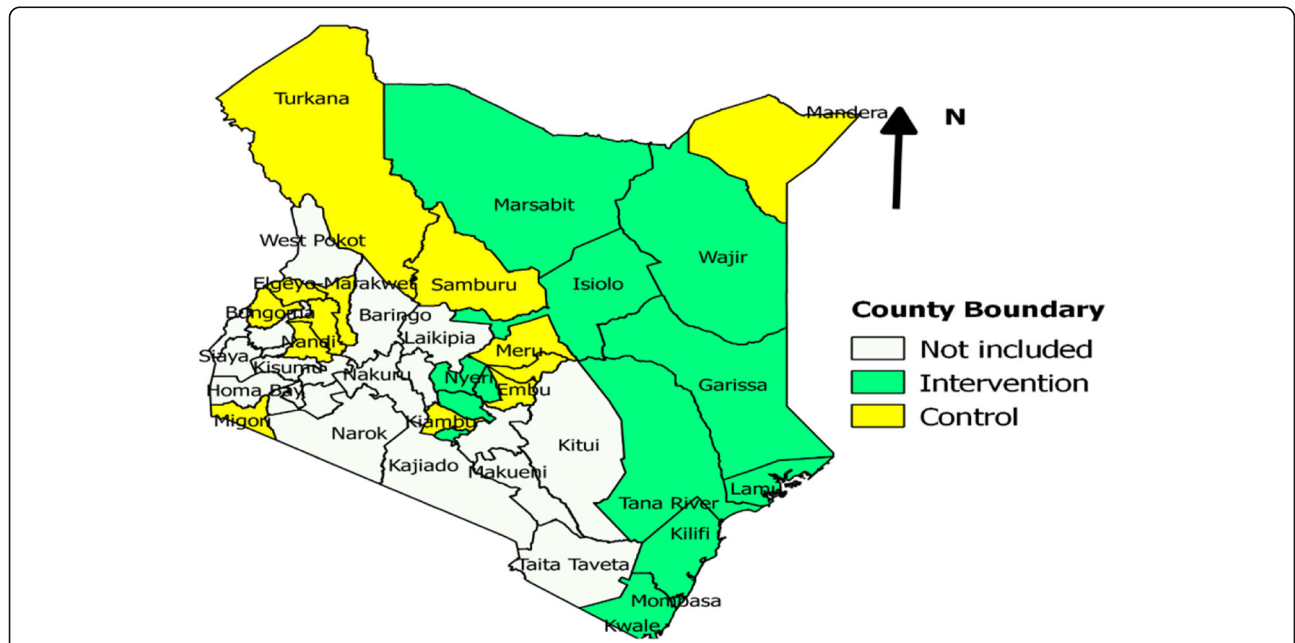 Turkana
Mandera
N
Marsabit
West Pokot
Wajir
Elgeyo-Marakwet
Samburu
Isiolo
Bungoma
Baringo
County Boundary
Nandi
Laikipia
Not included
Siaya
Meru
Kisumu
Nakuru
Nyeri
Garissa
Intervention
Homa Bay
Embu
Control
Migori
Kiambu
Narok
Kitui
Kajiado
Makueni
Lamu
Tana River
Kilifi
Taita Taveta
Mombasa
Kwale